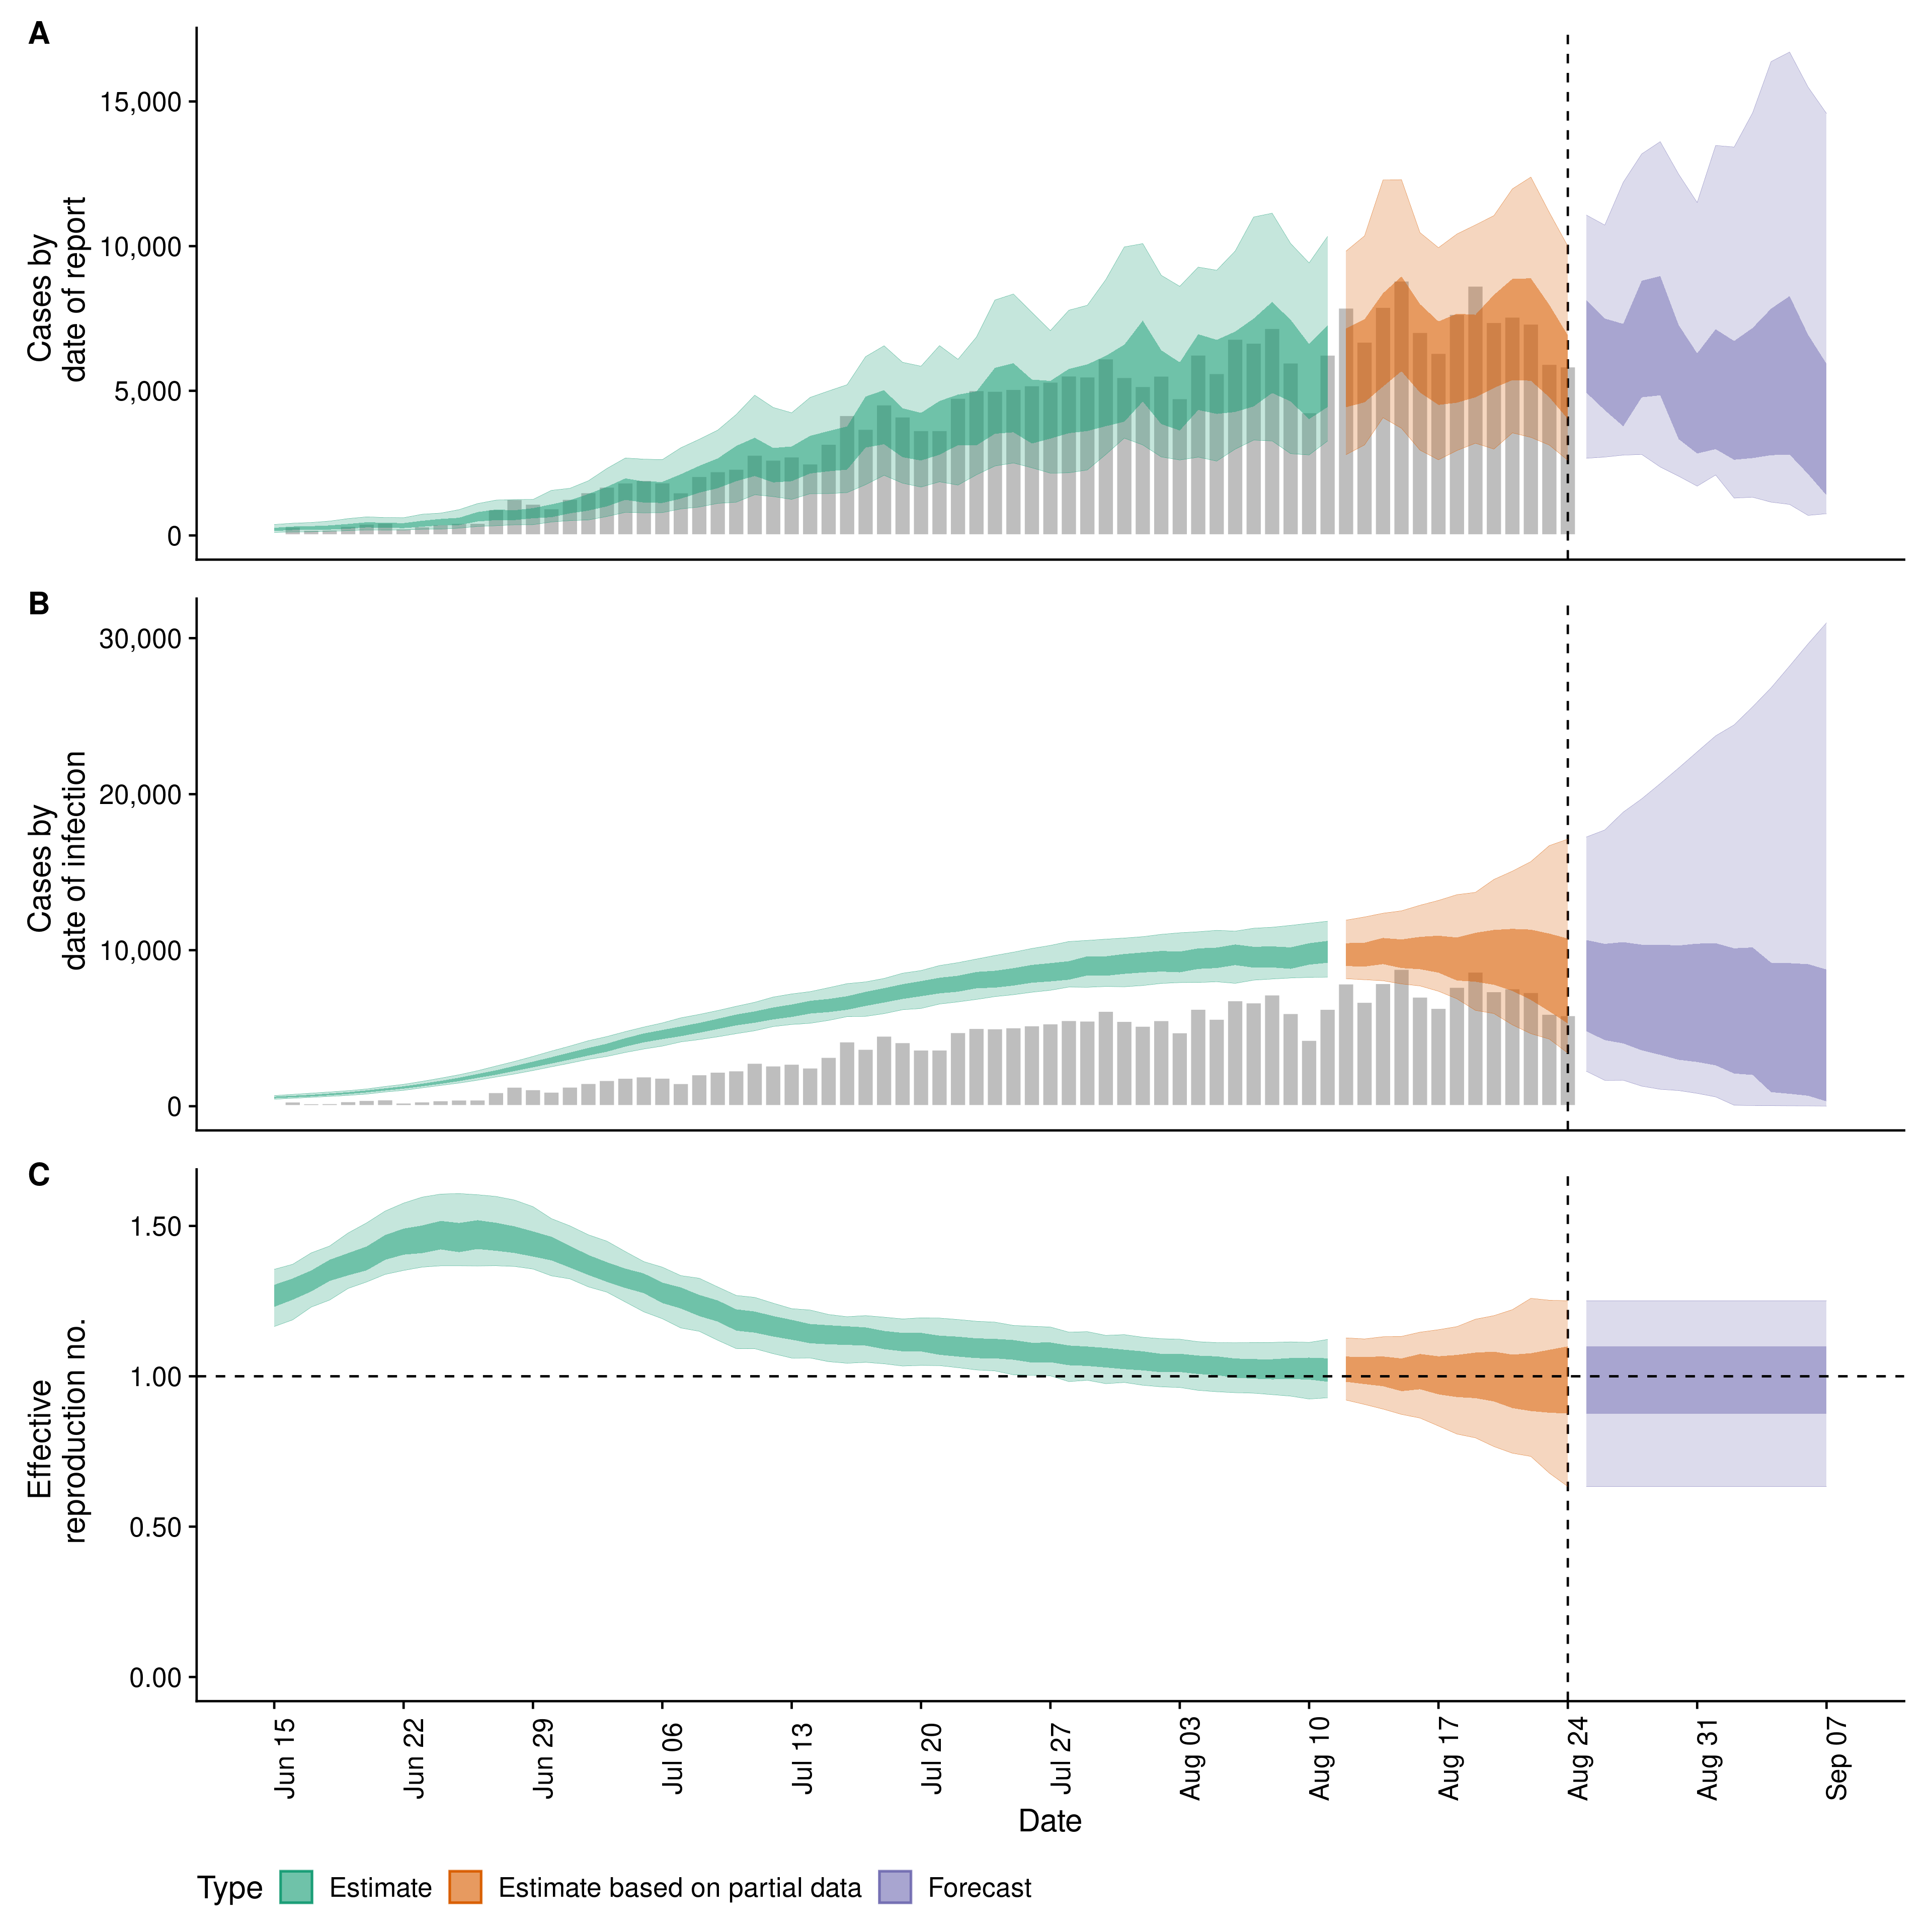 A
15,000
10,000
5,000
0
Cases by
date of report
B
30,000
20,000
10,000
0
Cases by
date of infection
C
1.50
1.00
0.50
0.00
Effective
reproduction no.
Jun 15
Jun 22
Jun 29
Jul 06
Jul 13
Jul 20
Jul 27
Aug 03
Aug 10
Aug 17
Aug 24
Aug 31
Sep 07
Date
Type Estimate Estimate based on partial data Forecast